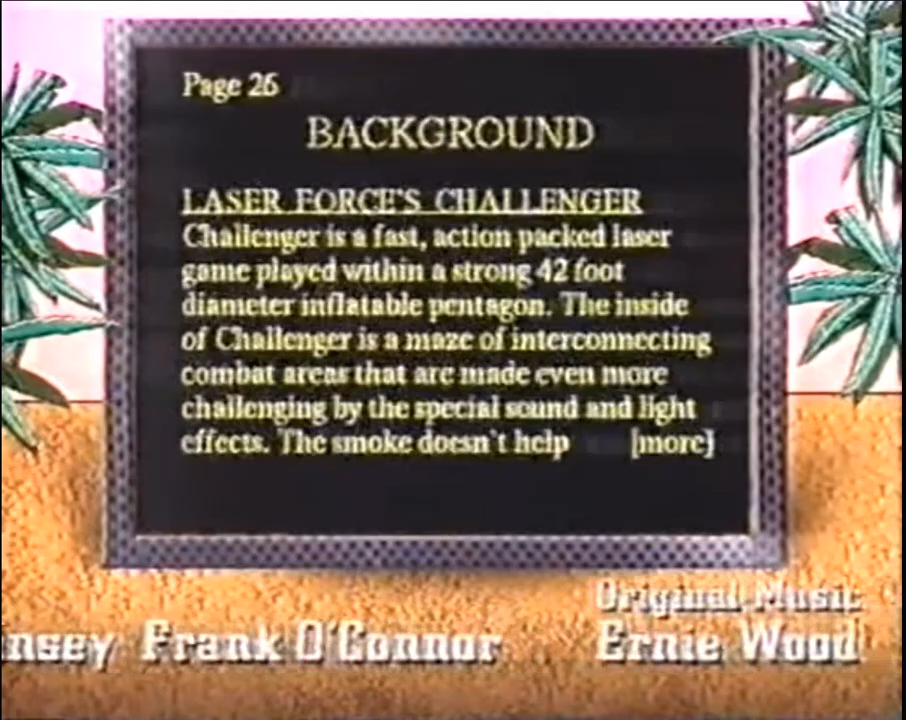 Page 26
BACKGROUND
LASER FORCE'S CHALLENGER
Challenger is a fast, action packed laser
game played within a strong 42 foot
diameter inflatable pentagon. The inside
of Challenger is a maze of interconnecting
combat areas that are made even more
challenging by the special sound and light
effects. The smoke doesn't help [more]
Original Music
nsey Frank O'Connor Ernie Wood